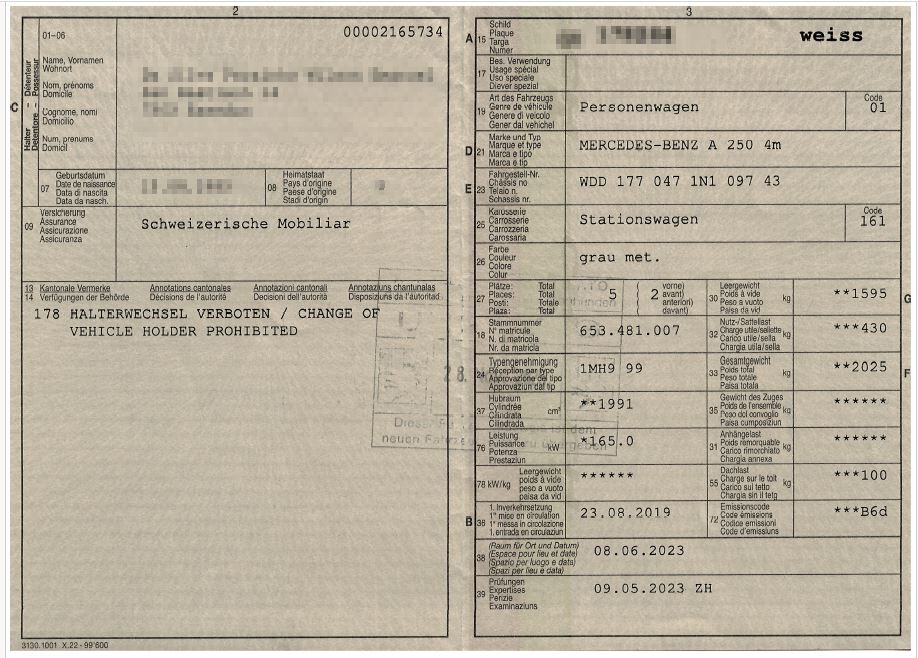 2
01-06
00002165734
Halter Détenteur
Detentore Possessur
C
Name, Vornamen
Wohnort
Nom, prénoms
Domicile
Cognome, nomi
Domicilio
Num, prenums
Domicil
07
Geburtsdatum
Date de naissance
Data di nascita
Data da nasch.
08
Heimatstaat
Pays d'origine
Paese d'origine
Stadi d'origin
09
Versicherung
Assurance
Assicurazione
Assicuranza
Schweizerische Mobiliar
13 Kantonale Vermerke Annotations cantonales Annotazioni cantonali Annotaziuns chantunalas
14 Verfügungen der Behörde Décisions de l'autorité Decisioni dell'autorità Disposiziuns da l'autoritad
178 HALTERWECHSEL VERBOTEN / CHANGE OF
VEHICLE HOLDER PROHIBITED
28.
neuen
3130.1001 X.22 - 99'600
3
A
15
Schild
Plaque
Targa
Numer
weiss
17
Bes. Verwendung
Usage spécial
Uso speciale
Diever spezial
19
Art des Fahrzeugs
Genre de véhicule
Genere di veicolo
Gener dal vehichel
Personenwagen
Code
01
D
21
Marke und Typ
Marque et type
Marca e tipo
Marca e tip
MERCEDES-BENZ A 250 4m
E
23
Fahrgestell-Nr.
Châssis no
Telaio n.
Schassis nr.
WDD 177 047 1N1 097 43
25
Karosserie
Carrosserie
Carrozzeria
Carossaria
Stationswagen
Code
161
26
Farbe
Couleur
Colore
Colur
grau met.
27
Plätze: Total
Places: Total
Posti: Totale
Plazs: Total
5
( vorne)
( 2 avant)
( anteriori)
( davant)
30
Leergewicht
Poids à vide
Peso a vuoto
Paisa da vid
kg
**1595
G
18
Stammnummer
N° matricule
N. di matricola
Nr. da matricla
653.481.007
32
Nutz-/Sattellast
Charge utile/sellette
Carico utile/sella
Chargia utila/sella
kg
***430
24
Typengenehmigung
Réception par type
Approvazione del tipo
Approvaziun dal tip
1MH9 99
33
Gesamtgewicht
Poids total
Peso totale
Paisa totala
kg
**2025
F
37
Hubraum
Cylindrée
Cilindrata
Cilindrada
cm³
**1991
35
Gewicht des Zuges
Poids de l'ensemble
Peso del convoglio
Paisa cumposiziun
kg
******
76
Leistung
Puissance
Potenza
Prestaziun
kW
*165.0
31
Anhängelast
Poids remorquable
Carico rimorchiato
Chargia annexa
kg
******
78 kW/kg
Leergewicht
poids à vide
peso a vuoto
paisa da vid
******
55
Dachlast
Charge sur le toit
Carico sul tetto
Chargia sin il tetg
kg
***100
B
36
1. Inverkehrsetzung
1re mise en circulation
1a messa in circolazione
1. entrada en circulaziun
23.08.2019
72
Emissionscode
Code émissions
Codice emissioni
Code d'emissiuns
***B6d
38
(Raum für Ort und Datum)
(Espace pour lieu et date)
(Spazio per luogo e data)
(Spazi per lieu e data)
08.06.2023
39
Prüfungen
Expertises
Perizie
Examinaziuns
09.05.2023 ZH